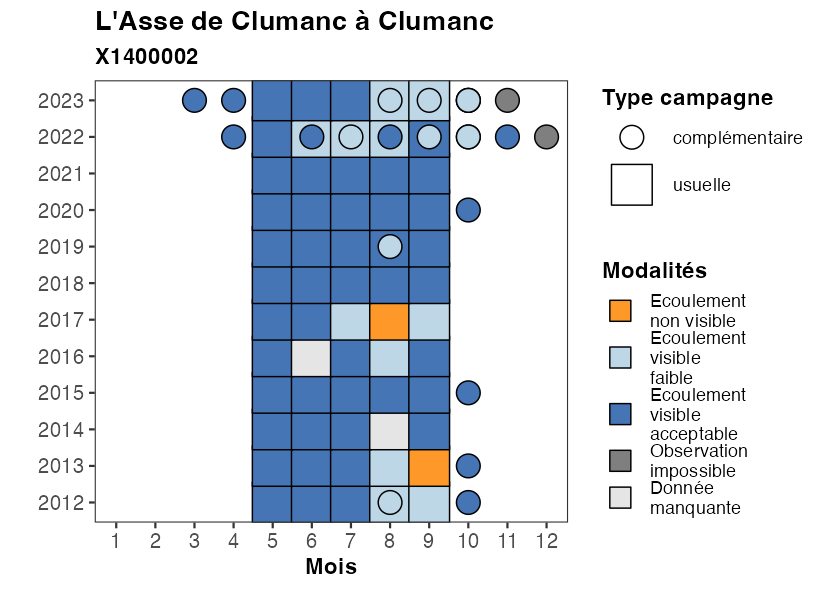 L'Asse de Clumanc à Clumanc
X1400002
2023
2022
2021
2020
2019
2018
2017
2016
2015
2014
2013
2012
1 2 3 4 5 6 7 8 9 10 11 12
Mois
Type campagne
complémentaire
usuelle
Modalités
Ecoulement
non visible
Ecoulement
visible
faible
Ecoulement
visible
acceptable
Observation
impossible
Donnée
manquante